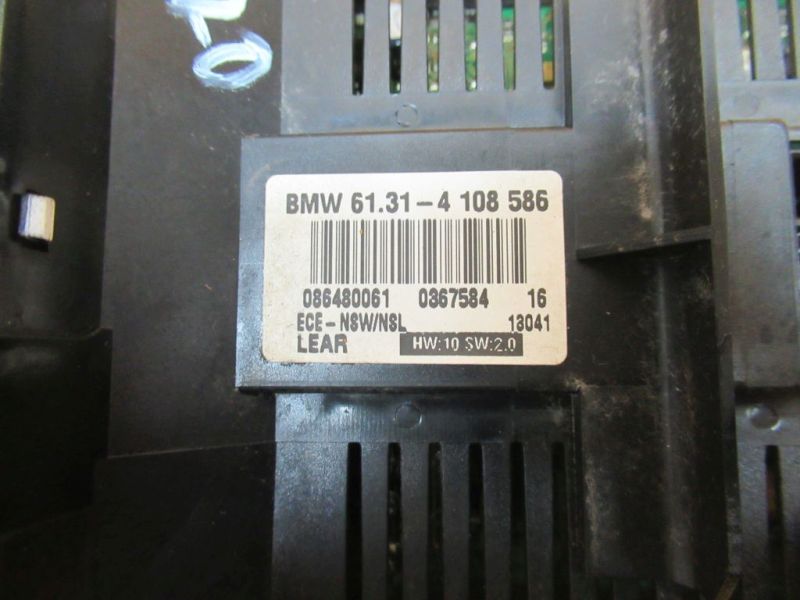 BMW 61.31-4 108 586
086480061 0367584 16
ECE-NSW/NSL 13041
LEAR HW:10 SW:2.0